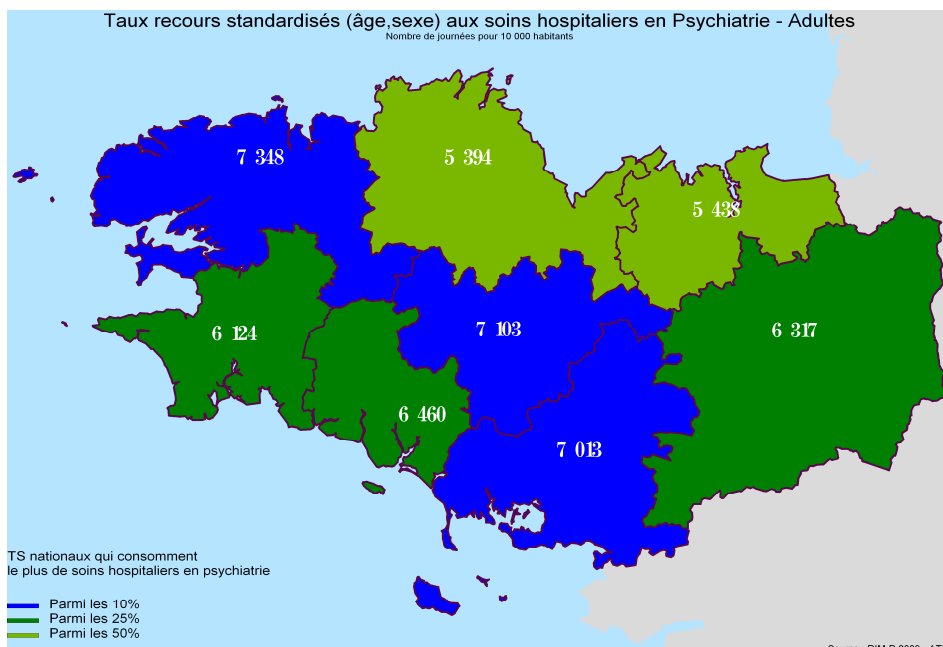 Taux recours standardisés (âge,sexe) aux soins hospitaliers en Psychiatrie - Adultes
Nombre de journées pour 10 000 habitants
7 348
5 394
5 438
6 124
7 103
6 317
6 460
7 013
TS nationaux qui consomment
le plus de soins hospitaliers en psychiatrie
Parmi les 10%
Parmi les 25%
Parmi les 50%